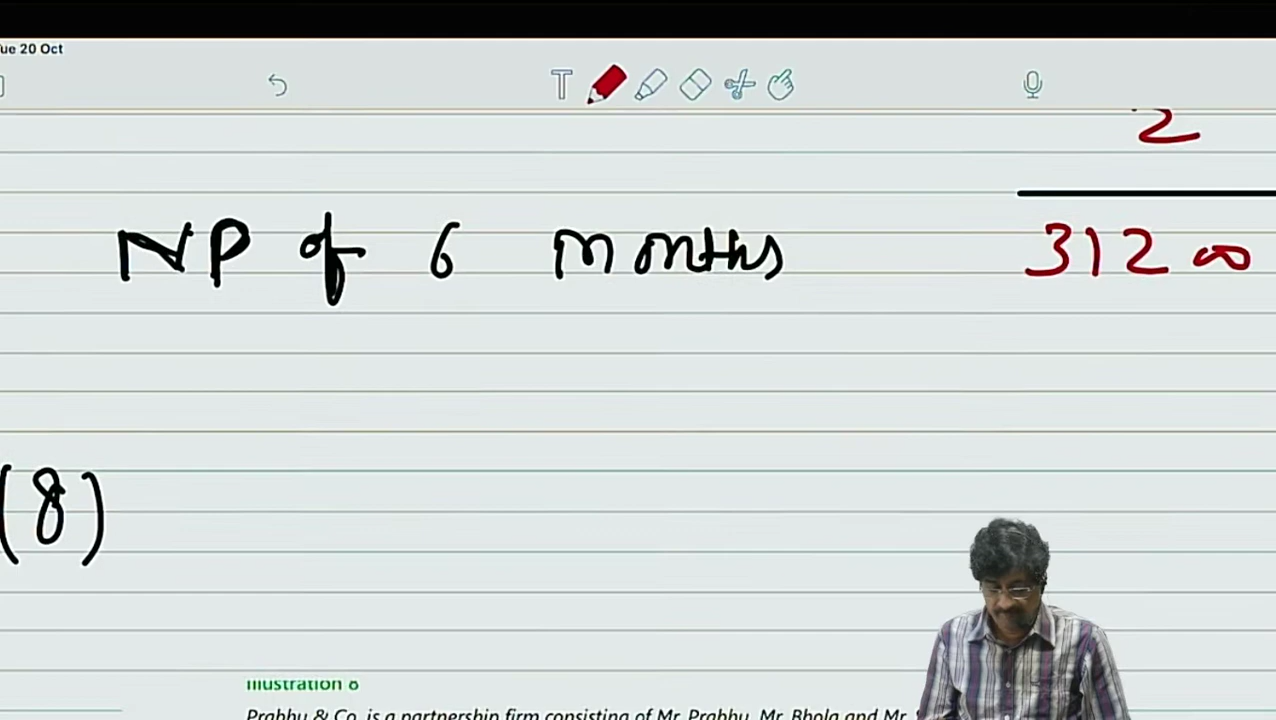 ue 20 Oct
T
2
NP of 6 months 31200
(8)
Illustration 8
Prabhu & Co. is a partnership firm consisting of Mr. Prabhu, Mr. Bhola and Mr.